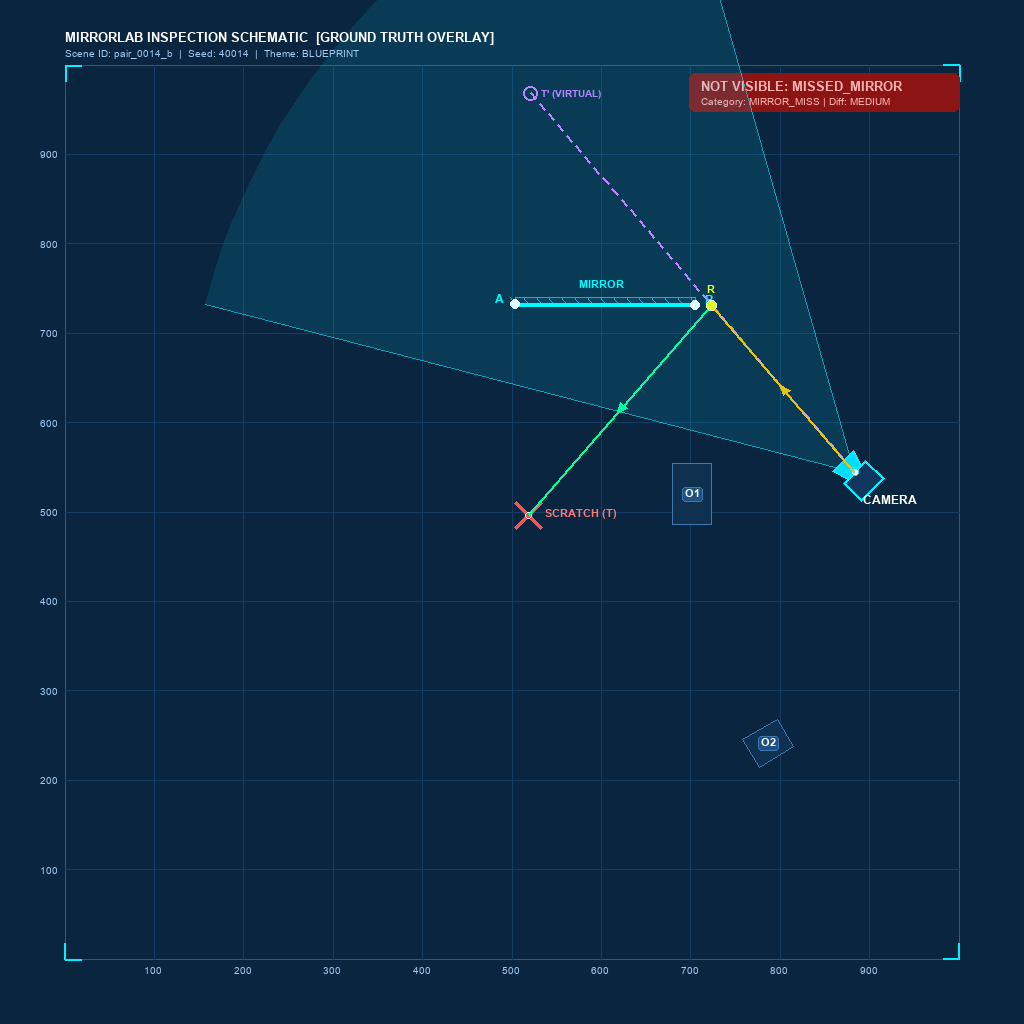 MIRRORLAB INSPECTION SCHEMATIC [GROUND TRUTH OVERLAY]
Scene ID: pair_0014_b | Seed: 40014 | Theme: BLUEPRINT
NOT VISIBLE: MISSED_MIRROR
Category: MIRROR_MISS | Diff: MEDIUM
T' (VIRTUAL)
900
800
MIRROR
R
A
B
700
600
O1
CAMERA
500
SCRATCH (T)
400
300
O2
200
100
100 200 300 400 500 600 700 800 900